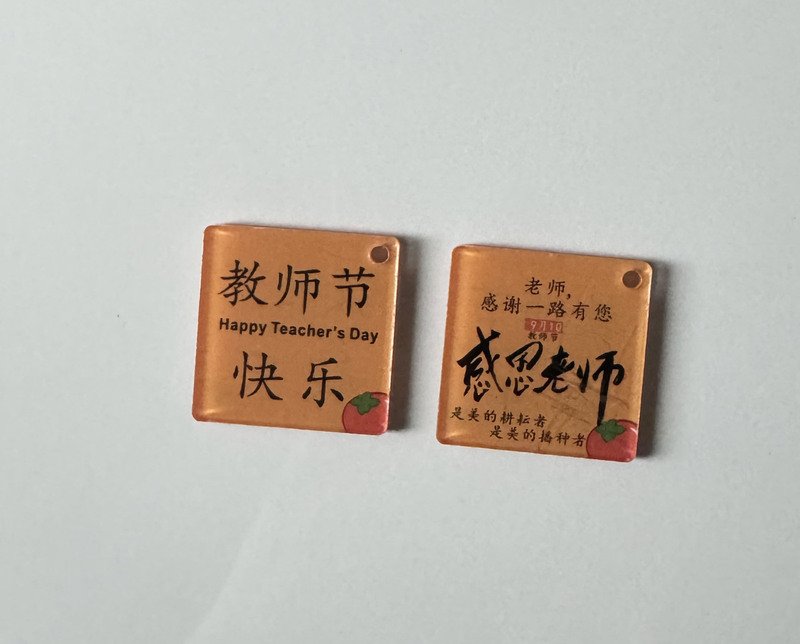 教师节
Happy Teacher's Day
快乐
老师,
感谢一路有您
9月10
教师节
感恩老师
是美的耕耘者
是美的播种者